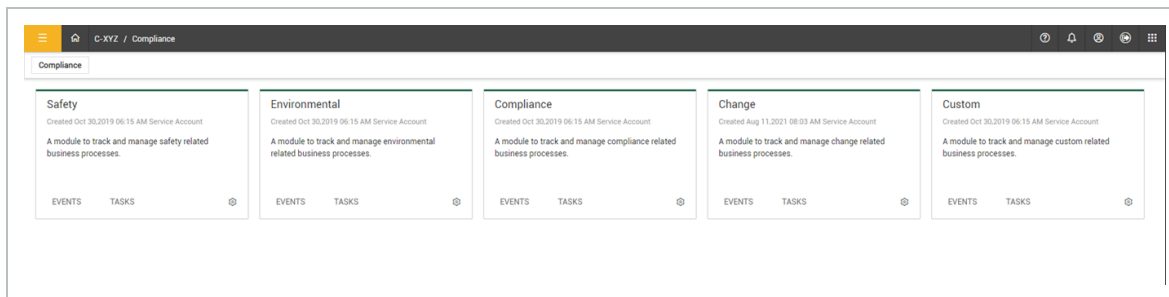 C-XYZ / Compliance
Compliance
Safety
Created Oct 30,2019 06:15 AM Service Account
A module to track and manage safety related
business processes.
EVENTS TASKS
Environmental
Created Oct 30,2019 06:15 AM Service Account
A module to track and manage environmental
related business processes.
EVENTS TASKS
Compliance
Created Oct 30,2019 06:15 AM Service Account
A module to track and manage compliance related
business processes.
EVENTS TASKS
Change
Created Aug 11,2021 08:03 AM Service Account
A module to track and manage change related
business processes.
EVENTS TASKS
Custom
Created Oct 30,2019 06:15 AM Service Account
A module to track and manage custom related
business processes.
EVENTS TASKS